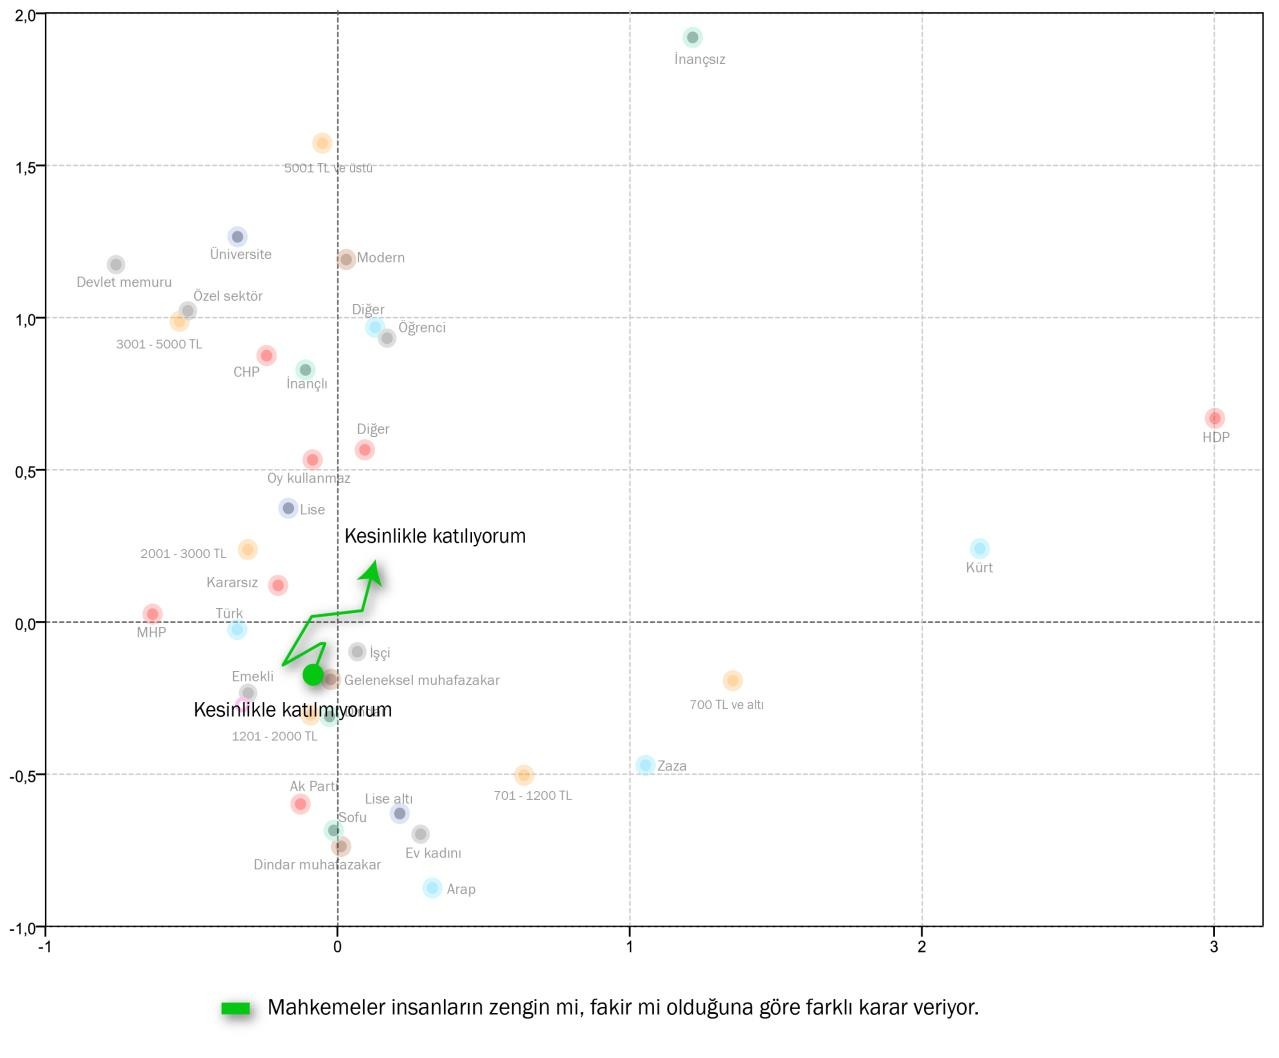 2,0
İnançsız
1,5
5001 TL ve üstü
Üniversite
Modern
Devlet memuru
Özel sektör
1,0
Diğer
Öğrenci
3001 - 5000 TL
CHP
İnançlı
Diğer
HDP
0,5
Oy kullanmaz
Lise
Kesinlikle katılıyorum
2001 - 3000 TL
Kürt
Kararsız
Türk
0,0
MHP
İşçi
Emekli
Geleneksel muhafazakar
700 TL ve altı
Kesinlikle katılmıyorum
1201 - 2000 TL
Zaza
-0,5
Ak Parti
701 - 1200 TL
Lise altı
Sofu
Ev kadını
Dindar muhafazakar
Arap
-1,0
-1 0 1 2 3
Mahkemeler insanların zengin mi, fakir mi olduğuna göre farklı karar veriyor.